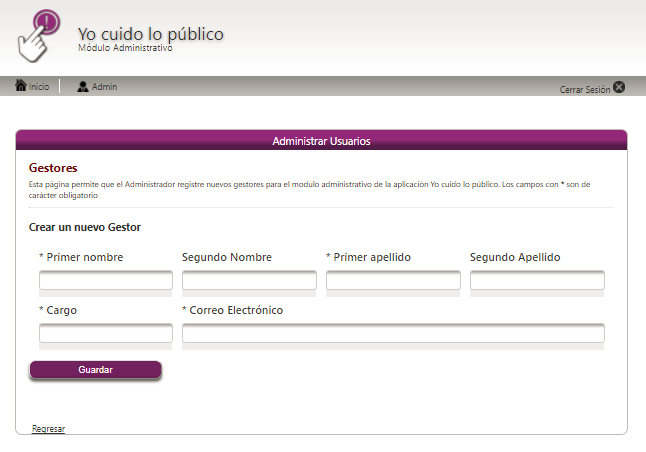 Yo cuido lo público
Módulo Administrativo
Inicio
Admin
Cerrar Sesión
Administrar Usuarios
Gestores
Esta página permite que el Administrador registre nuevos gestores para el modulo administrativo de la aplicación Yo cuido lo público. Los campos con * son de
carácter obligatorio
Crear un nuevo Gestor
* Primer nombre
Segundo Nombre
* Primer apellido
Segundo Apellido
* Cargo
* Correo Electrónico
Guardar
Regresar